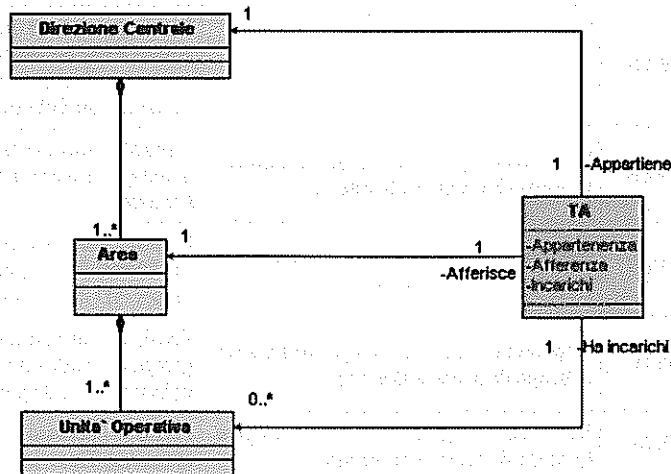 1
Direzione Centrale
1
-Appartiene
TA
1..*
1
1
Area
-Appartenenza
-Afferisce
-Afferenza
-Incarichi
1
-Ha incarichi
1..*
0..*
Unita` Operativa